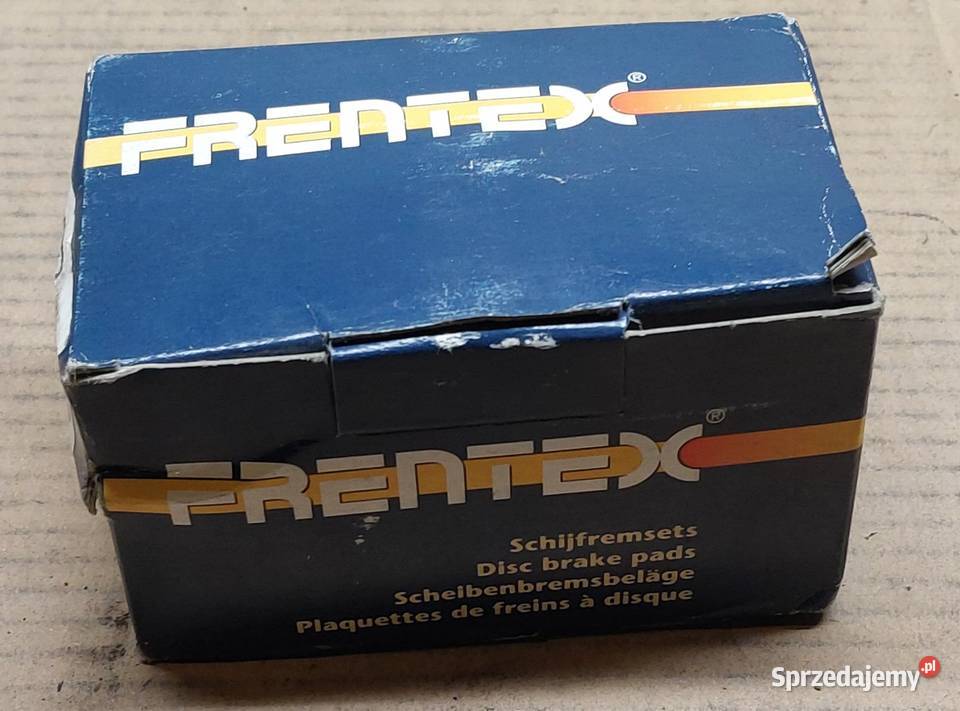 FRENTEX®
FRENTEX®
Schijfremsets
Disc brake pads
Scheibenbremsbeläge
Plaquettes de freins à disque
Sprzedajemy.pl